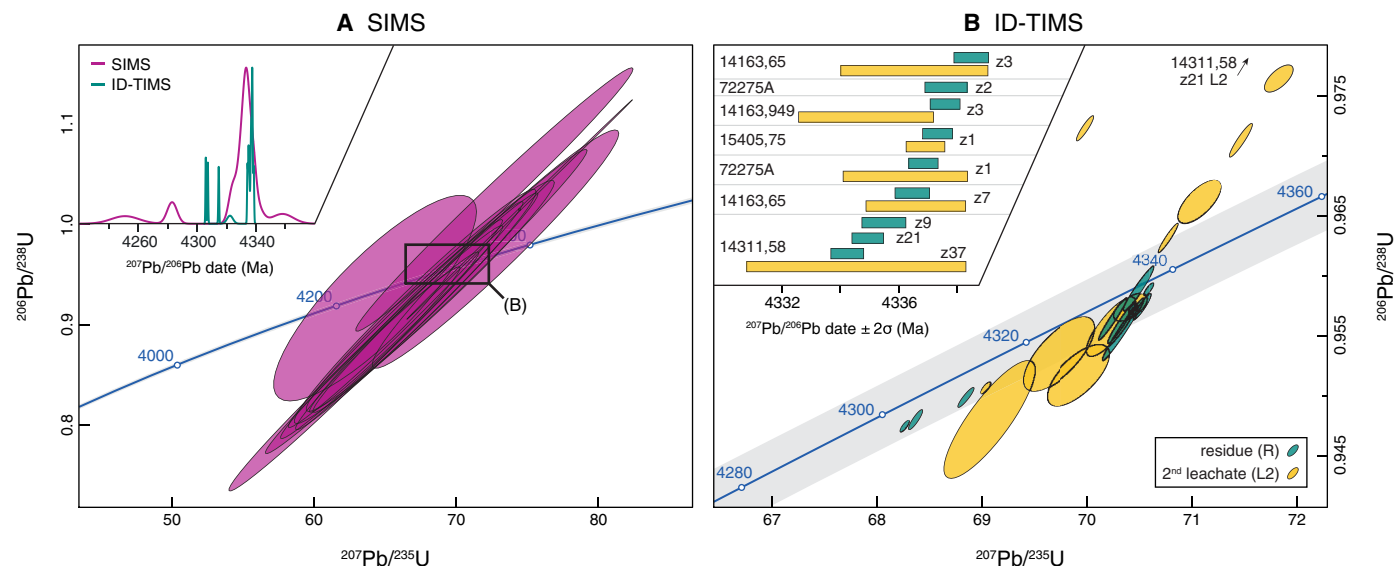 A SIMS
SIMS
ID-TIMS
4260
4300
4340
²⁰⁷Pb/²⁰⁶Pb date (Ma)
1.1
1.0
0.9
0.8
²⁰⁶Pb/²³⁸U
4000
4200
(B)
50
60
70
80
²⁰⁷Pb/²³⁵U
B ID-TIMS
14163,65
z3
72275A
z2
14163,949
z3
15405,75
z1
72275A
z1
14163,65
z7
z9
z21
14311,58
z37
4332
4336
²⁰⁷Pb/²⁰⁶Pb date ± 2σ (Ma)
14311,58
z21 L2
4360
4340
4320
4300
4280
0.975
0.965
0.955
0.945
²⁰⁶Pb/²³⁸U
residue (R)
2ⁿᵈ leachate (L2)
67
68
69
70
71
72
²⁰⁷Pb/²³⁵U